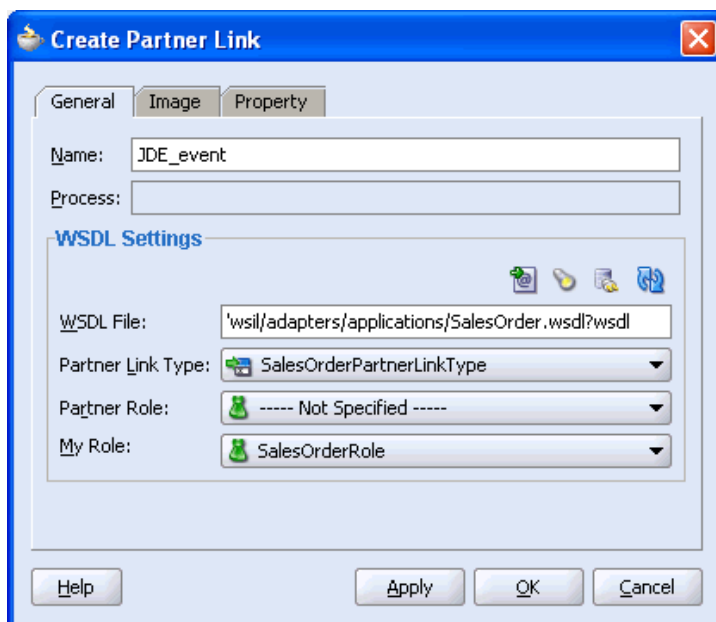 Create Partner Link
General Image Property
Name: JDE_event
Process:
WSDL Settings
WSDL File: 'wsil/adapters/applications/SalesOrder.wsdl?wsdl
Partner Link Type: SalesOrderPartnerLinkType
Partner Role: ----- Not Specified -----
My Role: SalesOrderRole
Help Apply OK Cancel